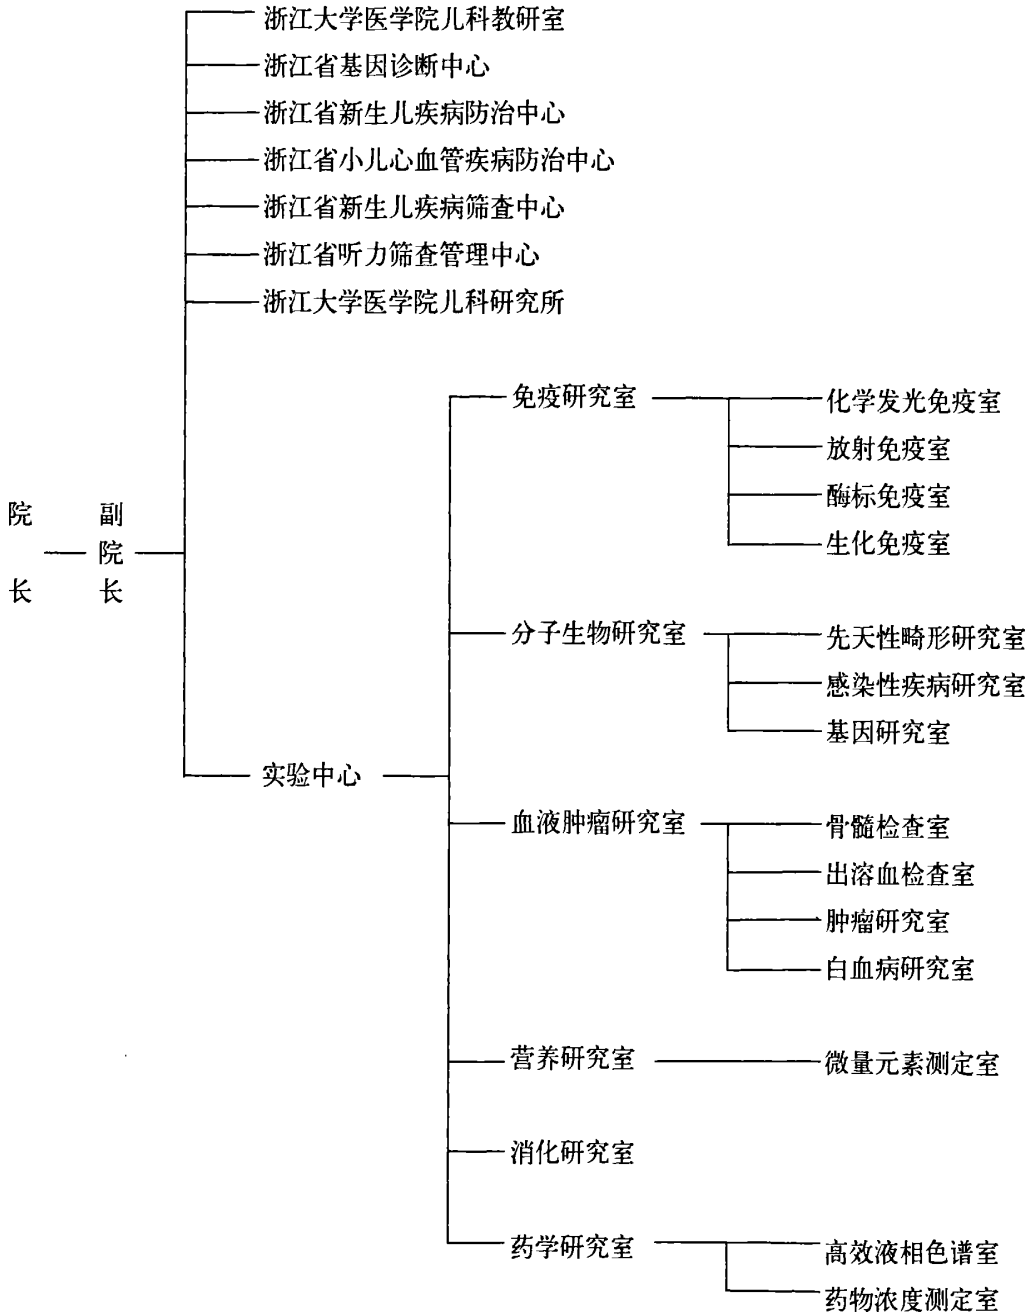 浙江大学医学院儿科教研室
浙江省基因诊断中心
浙江省新生儿疾病防治中心
浙江省小儿心血管疾病防治中心
浙江省新生儿疾病筛查中心
浙江省听力筛查管理中心
浙江大学医学院儿科研究所
院长
副院长
实验中心
免疫研究室
化学发光免疫室
放射免疫室
酶标免疫室
生化免疫室
分子生物研究室
先天性畸形研究室
感染性疾病研究室
基因研究室
血液肿瘤研究室
骨髓检查室
出溶血检查室
肿瘤研究室
白血病研究室
营养研究室
微量元素测定室
消化研究室
药学研究室
高效液相色谱室
药物浓度测定室